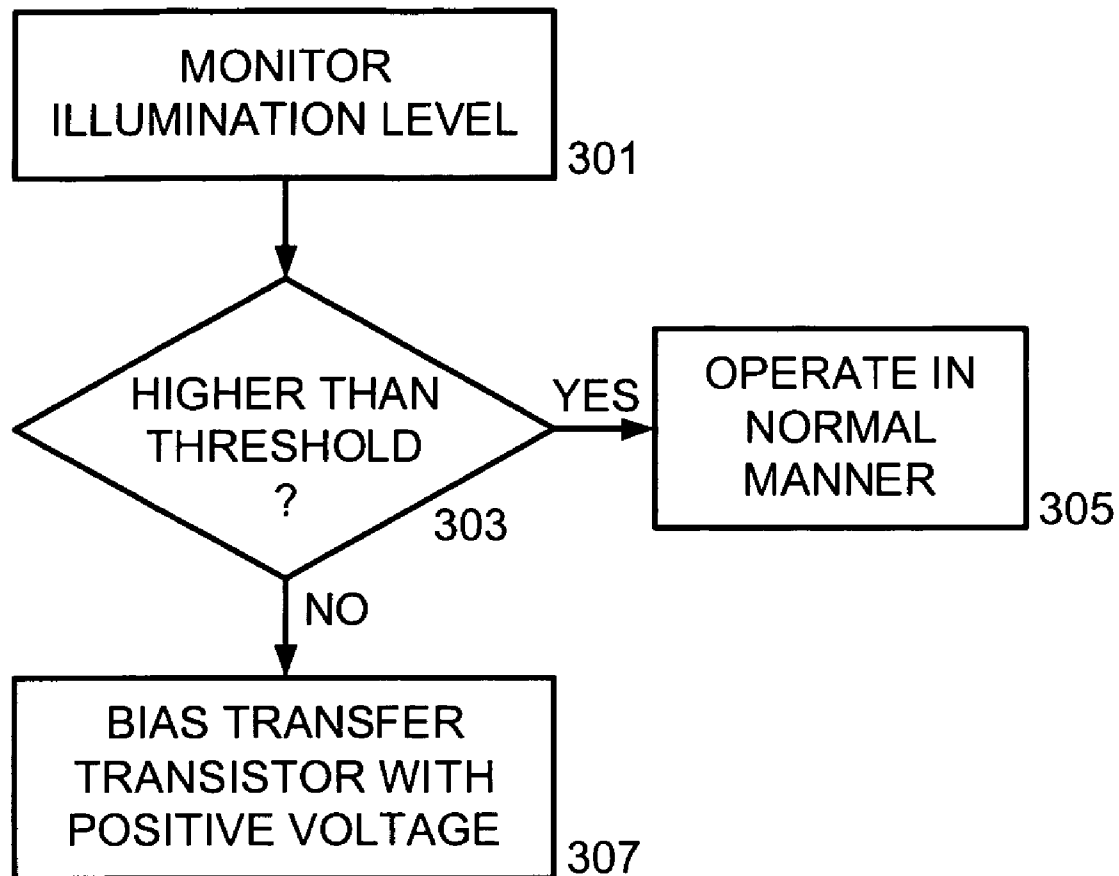 MONITOR
ILLUMINATION LEVEL
301
HIGHER THAN
THRESHOLD
?
303
YES
OPERATE IN
NORMAL
MANNER
305
NO
BIAS TRANSFER
TRANSISTOR WITH
POSITIVE VOLTAGE
307